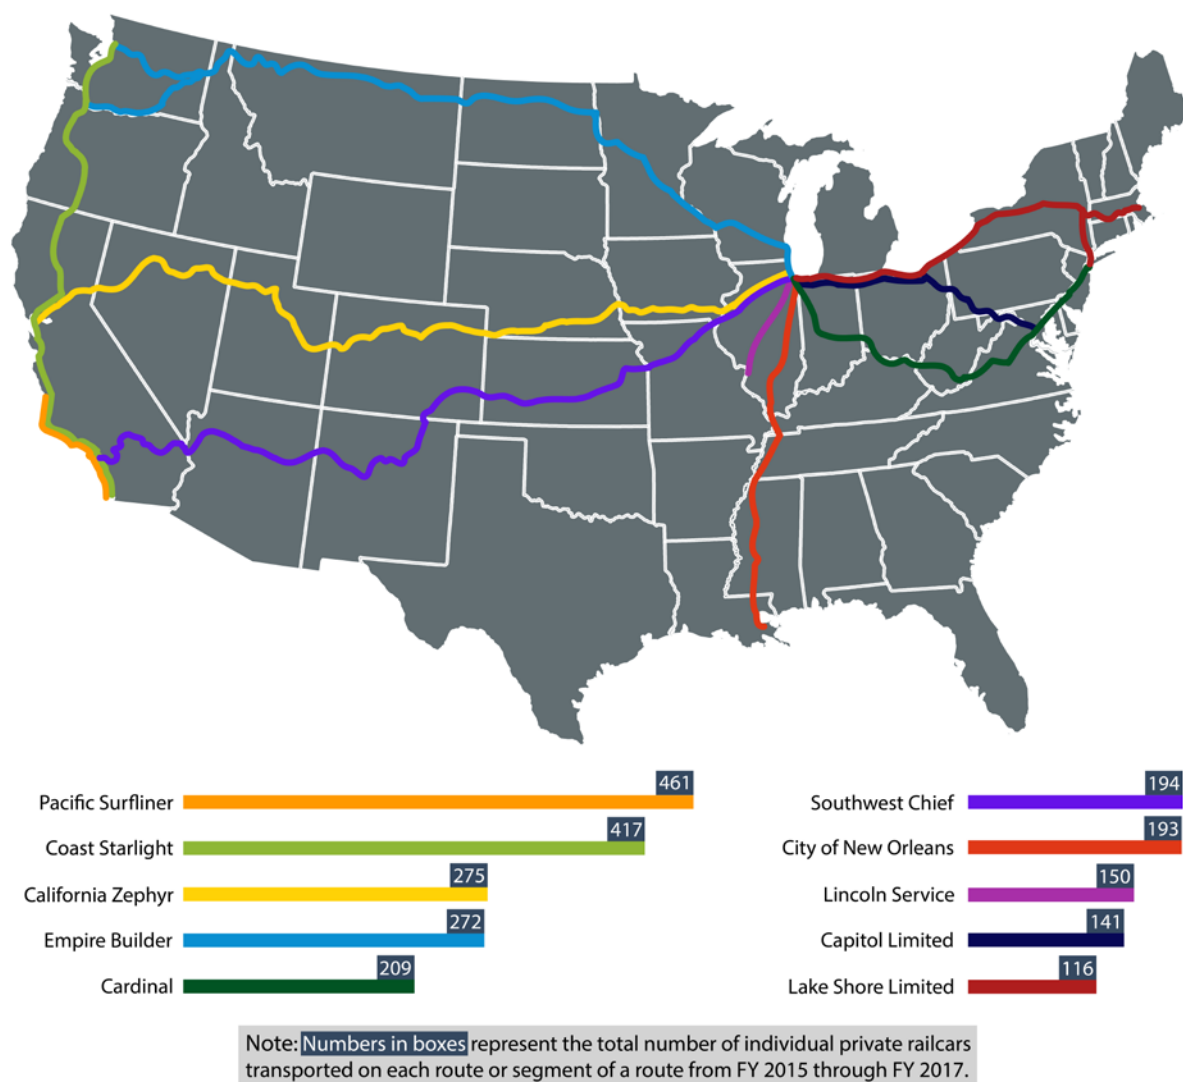 Pacific Surfliner 461
Coast Starlight 417
California Zephyr 275
Empire Builder 272
Cardinal 209
Southwest Chief 194
City of New Orleans 193
Lincoln Service 150
Capitol Limited 141
Lake Shore Limited 116
Note: Numbers in boxes represent the total number of individual private railcars
transported on each route or segment of a route from FY 2015 through FY 2017.